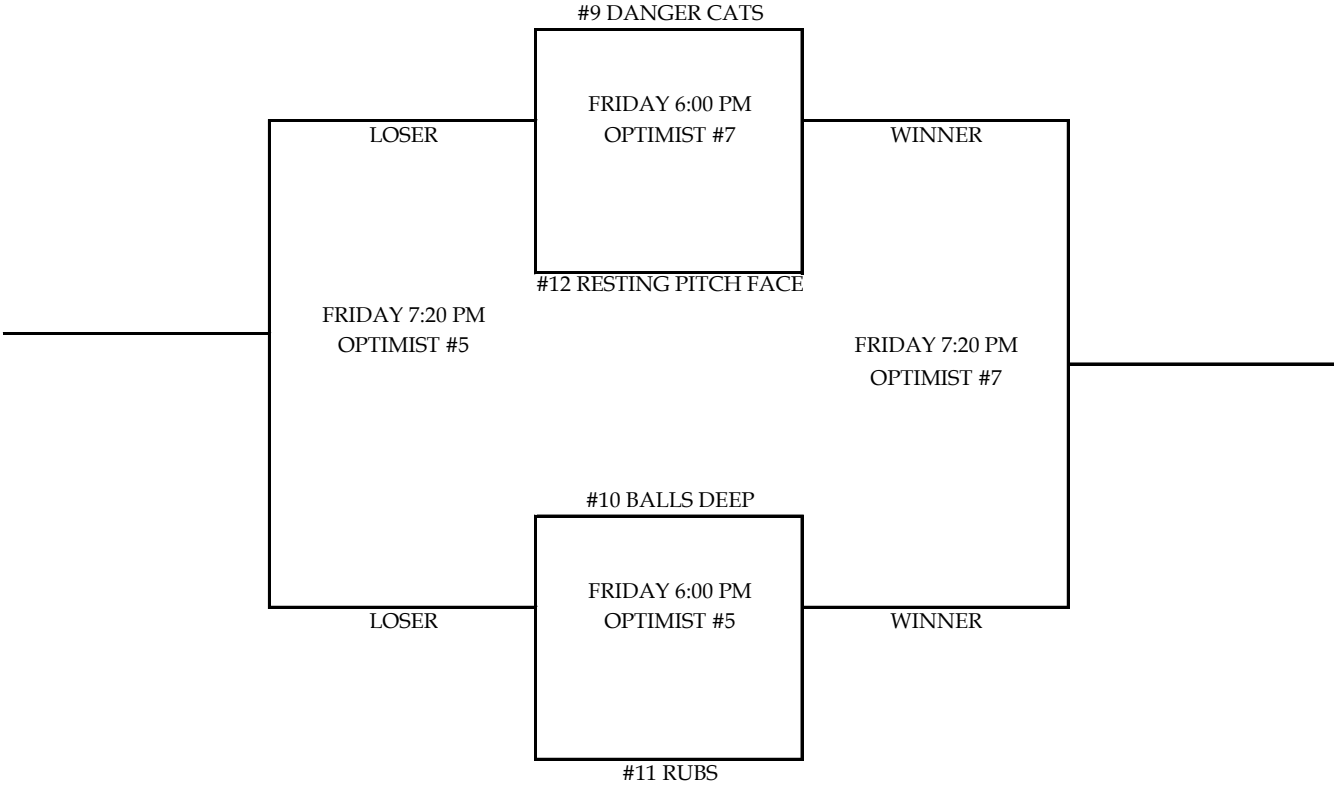 #9 DANGER CATS
FRIDAY 6:00 PM
OPTIMIST #7
LOSER
WINNER
#12 RESTING PITCH FACE
FRIDAY 7:20 PM
OPTIMIST #5
FRIDAY 7:20 PM
OPTIMIST #7
#10 BALLS DEEP
FRIDAY 6:00 PM
OPTIMIST #5
LOSER
WINNER
#11 RUBS